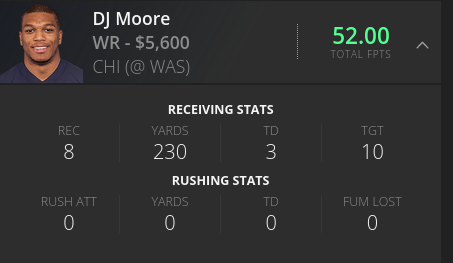 DJ Moore
WR - $5,600
CHI (@ WAS)
52.00
TOTAL FPTS
RECEIVING STATS
REC YARDS TD TGT
8 230 3 10
RUSHING STATS
RUSH ATT YARDS TD FUM LOST
0 0 0 0